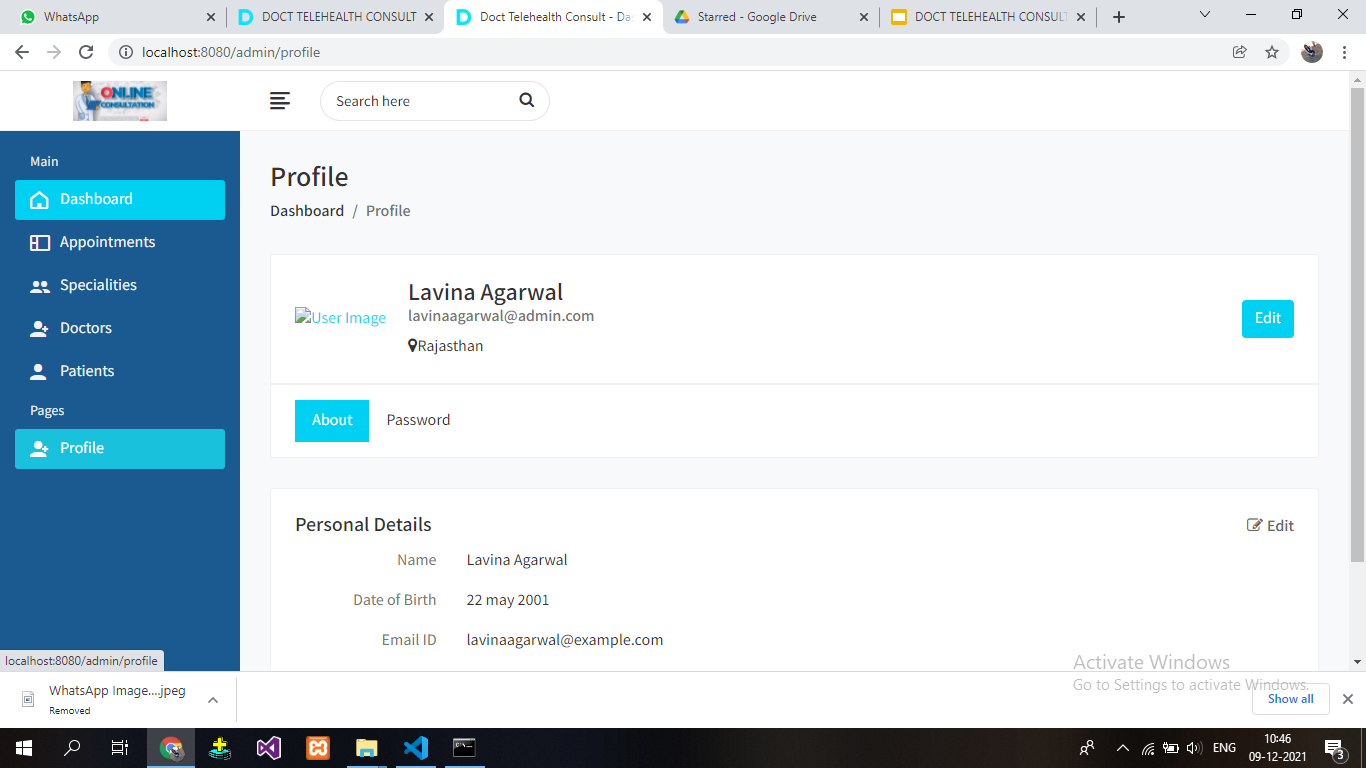 WhatsApp
DOCT TELEHEALTH CONSULT
Doct Telehealth Consult - Da
Starred - Google Drive
DOCT TELEHEALTH CONSULT
localhost:8080/admin/profile
ONLINE
CONSULTATION
Search here
Main
Dashboard
Appointments
Specialities
Doctors
Patients
Pages
Profile
Profile
Dashboard / Profile
User Image
Lavina Agarwal
lavinaagarwal@admin.com
Rajasthan
Edit
About
Password
Personal Details
Edit
Name Lavina Agarwal
Date of Birth 22 may 2001
Email ID lavinaagarwal@example.com
localhost:8080/admin/profile
Activate Windows
Go to Settings to activate Windows.
WhatsApp Image....jpeg
Removed
Show all
ENG
10:46
09-12-2021
3